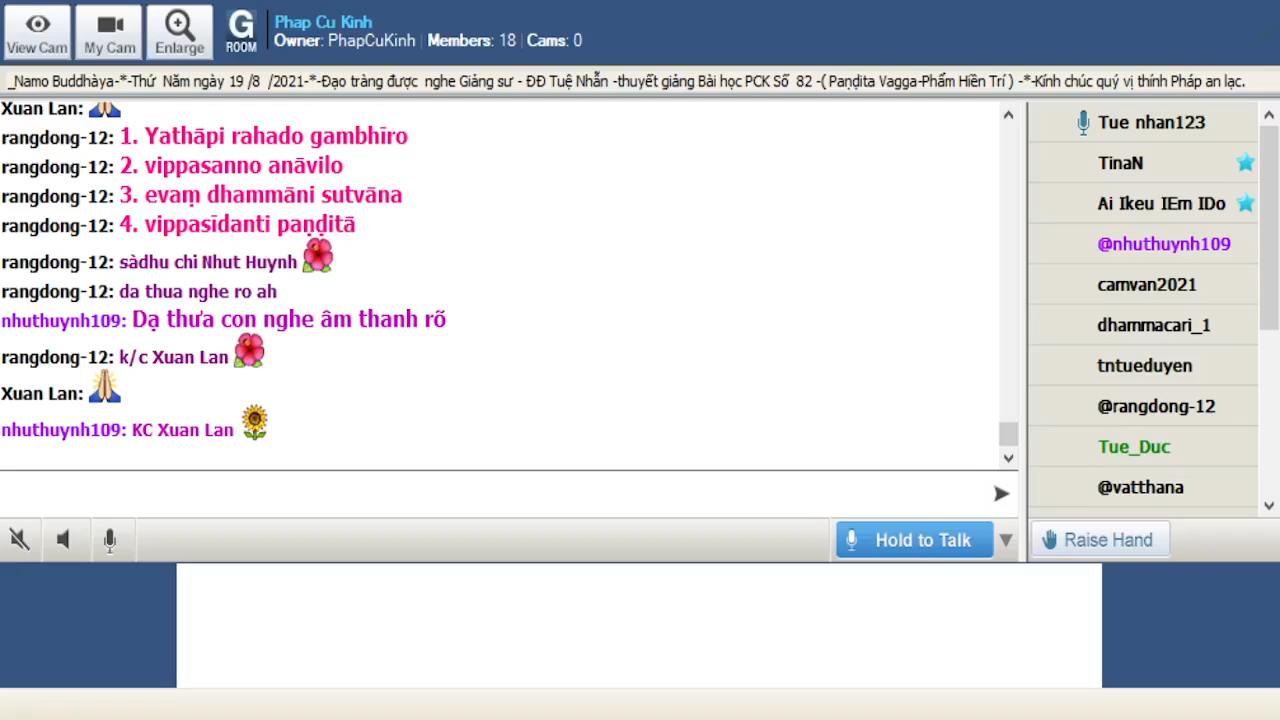 View Cam
My Cam
Enlarge
G
ROOM
Phap Cu Kinh
Owner: PhapCuKinh | Members: 18 | Cams: 0
_Namo Buddhàya-*-Thứ Năm ngày 19 /8 /2021-*-Đạo tràng được nghe Giảng sư - ĐĐ Tuệ Nhẫn -thuyết giảng Bài học PCK Số 82 -( Paṇḍita Vagga-Phẩm Hiền Trí ) -*-Kính chúc quý vị thính Pháp an lạc.
Xuan Lan:
rangdong-12: 1. Yathāpi rahado gambhīro
rangdong-12: 2. vippasanno anāvilo
rangdong-12: 3. evaṃ dhammāni sutvāna
rangdong-12: 4. vippasīdanti paṇḍitā
rangdong-12: sàdhu chi Nhut Huynh
rangdong-12: da thua nghe ro ah
nhuthuynh109: Dạ thưa con nghe âm thanh rõ
rangdong-12: k/c Xuan Lan
Xuan Lan:
nhuthuynh109: KC Xuan Lan
Tue nhan123
TinaN
Ai Ikeu IEm IDo
@nhuthuynh109
camvan2021
dhammacari_1
tntueduyen
@rangdong-12
Tue_Duc
@vatthana
Hold to Talk
Raise Hand